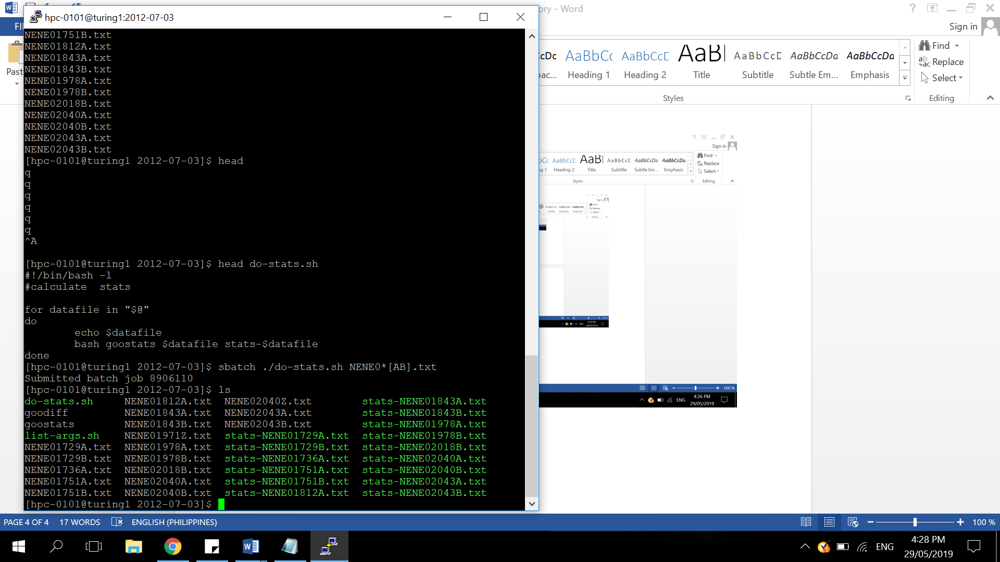 ory - Word
hpc-0101@turing1:2012-07-03
FI
Sign in
Past
NENE01751B.txt
NENE01812A.txt
NENE01843A.txt
NENE01843B.txt
NENE01978A.txt
NENE01978B.txt
NENE02018B.txt
NENE02040A.txt
NENE02040B.txt
NENE02043A.txt
NENE02043B.txt
[hpc-0101@turing1 2012-07-03]$ head
q
q
q
q
q
q
^A
[hpc-0101@turing1 2012-07-03]$ head do-stats.sh
#!/bin/bash -l
#calculate  stats
for datafile in "$@"
do
        echo $datafile
        bash goostats $datafile stats-$datafile
done
[hpc-0101@turing1 2012-07-03]$ sbatch ./do-stats.sh NENE0*[AB].txt
Submitted batch job 8906110
[hpc-0101@turing1 2012-07-03]$ ls
do-stats.sh     NENE01812A.txt  NENE02040Z.txt        stats-NENE01843A.txt
goodiff         NENE01843A.txt  NENE02043A.txt        stats-NENE01843B.txt
goostats        NENE01843B.txt  NENE02043B.txt        stats-NENE01978A.txt
list-args.sh    NENE01971Z.txt  stats-NENE01729A.txt  stats-NENE01978B.txt
NENE01729A.txt  NENE01978A.txt  stats-NENE01729B.txt  stats-NENE02018B.txt
NENE01729B.txt  NENE01978B.txt  stats-NENE01736A.txt  stats-NENE02040A.txt
NENE01736A.txt  NENE02018B.txt  stats-NENE01751A.txt  stats-NENE02040B.txt
NENE01751A.txt  NENE02040A.txt  stats-NENE01751B.txt  stats-NENE02043A.txt
NENE01751B.txt  NENE02040B.txt  stats-NENE01812A.txt  stats-NENE02043B.txt
[hpc-0101@turing1 2012-07-03]$
cDc AaBbCc AaBbCcD AaBl AaBbCcD AaBbCcDa AaBbCcDa
ac... Heading 1 Heading 2 Title Subtitle Subtle Em... Emphasis
Styles
Find
Replace
Select
Editing
Sign in
AaBbCcD AaBl AaBbCcD AaBbCcDa AaBbCcDa
g 1 Heading 2 Title Subtitle Subtle Em... Emphasis
Styles
Find
Replace
Select
Editing
100 %
ENG
4:26 PM
29/05/2019
PAGE 4 OF 4 17 WORDS ENGLISH (PHILIPPINES) 100 %
ENG
4:28 PM
29/05/2019